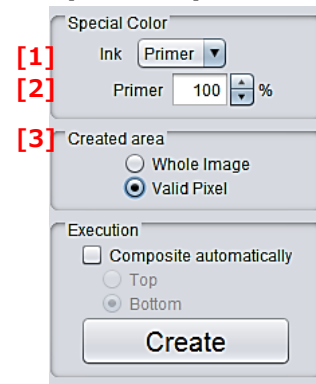 Special Color
[1] Ink Primer
[2] Primer 100 %
[3] Created area
Whole Image
Valid Pixel
Execution
Composite automatically
Top
Bottom
Create